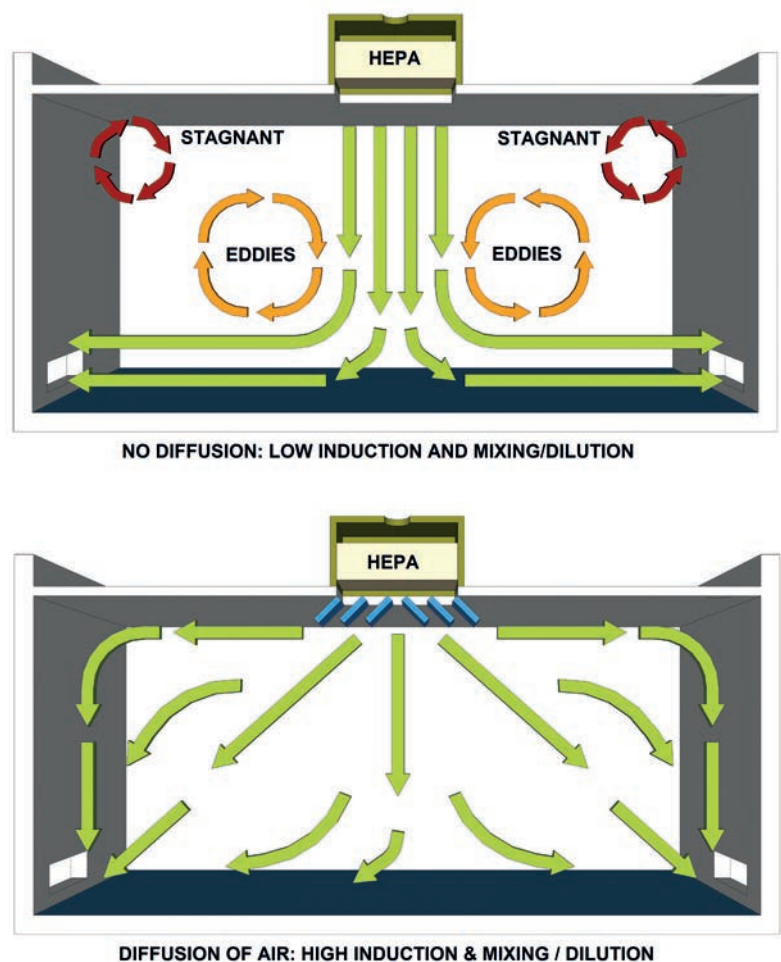 HEPA
STAGNANT
STAGNANT
EDDIES
EDDIES
NO DIFFUSION: LOW INDUCTION AND MIXING/DILUTION
HEPA
DIFFUSION OF AIR: HIGH INDUCTION & MIXING / DILUTION